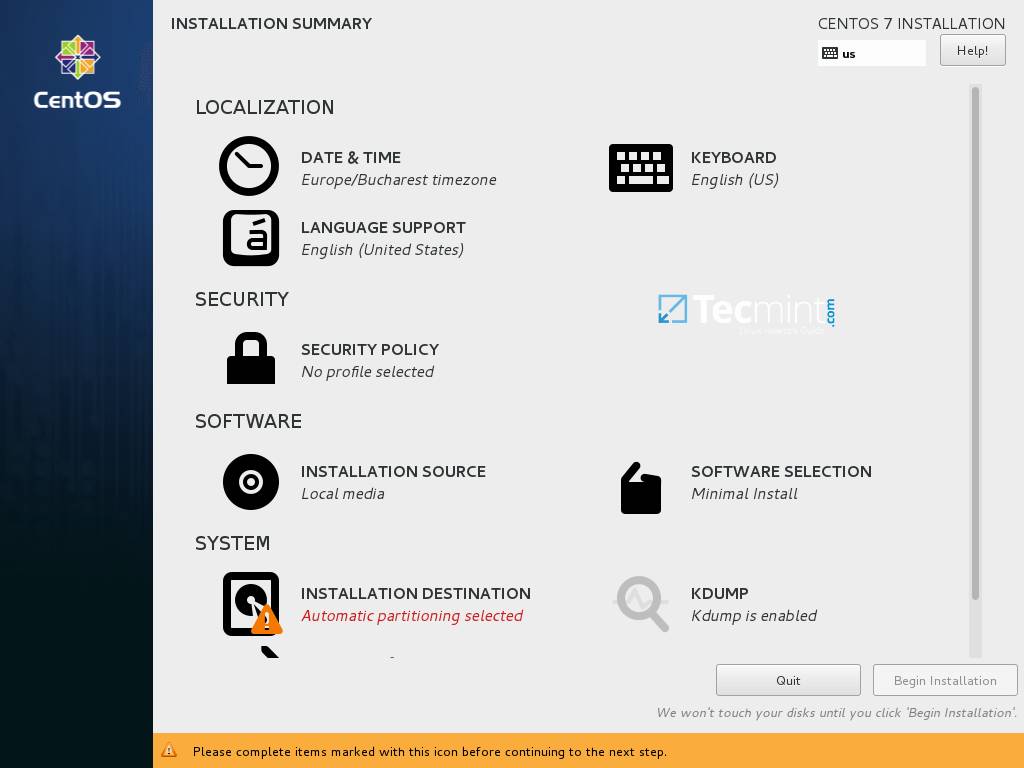 INSTALLATION SUMMARY
CENTOS 7 INSTALLATION
us
Help!
CentOS
LOCALIZATION
DATE & TIME
Europe/Bucharest timezone
KEYBOARD
English (US)
á
LANGUAGE SUPPORT
English (United States)
SECURITY
Tecmint.com
SECURITY POLICY
No profile selected
SOFTWARE
INSTALLATION SOURCE
Local media
SOFTWARE SELECTION
Minimal Install
SYSTEM
INSTALLATION DESTINATION
Automatic partitioning selected
KDUMP
Kdump is enabled
Quit
Begin Installation
We won't touch your disks until you click 'Begin Installation'.
Please complete items marked with this icon before continuing to the next step.